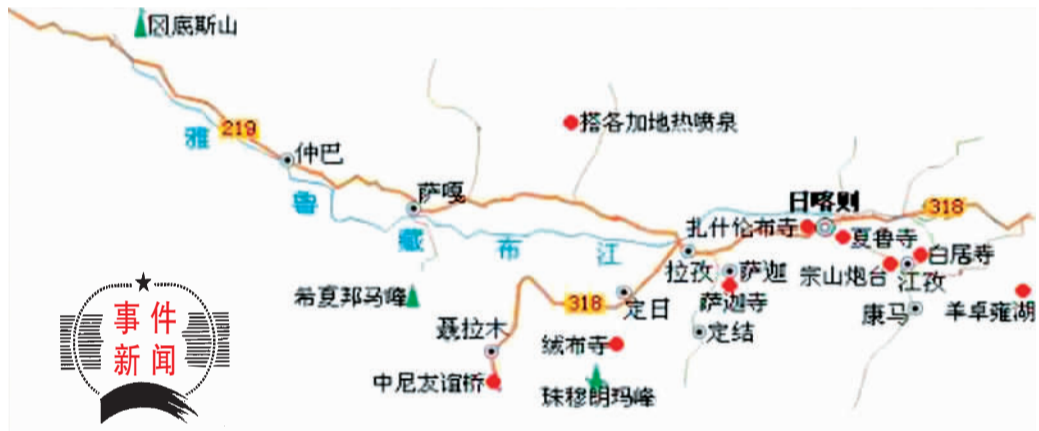 冈底斯山
219
搭各加地热喷泉
雅
鲁
藏
布
江
仲巴
萨嘎
日喀则
318
扎什伦布寺
夏鲁寺
白居寺
拉孜
萨迦
宗山炮台
江孜
萨迦寺
希夏邦马峰
318
定日
康马
羊卓雍湖
聂拉木
绒布寺
定结
中尼友谊桥
珠穆朗玛峰
事件
新闻